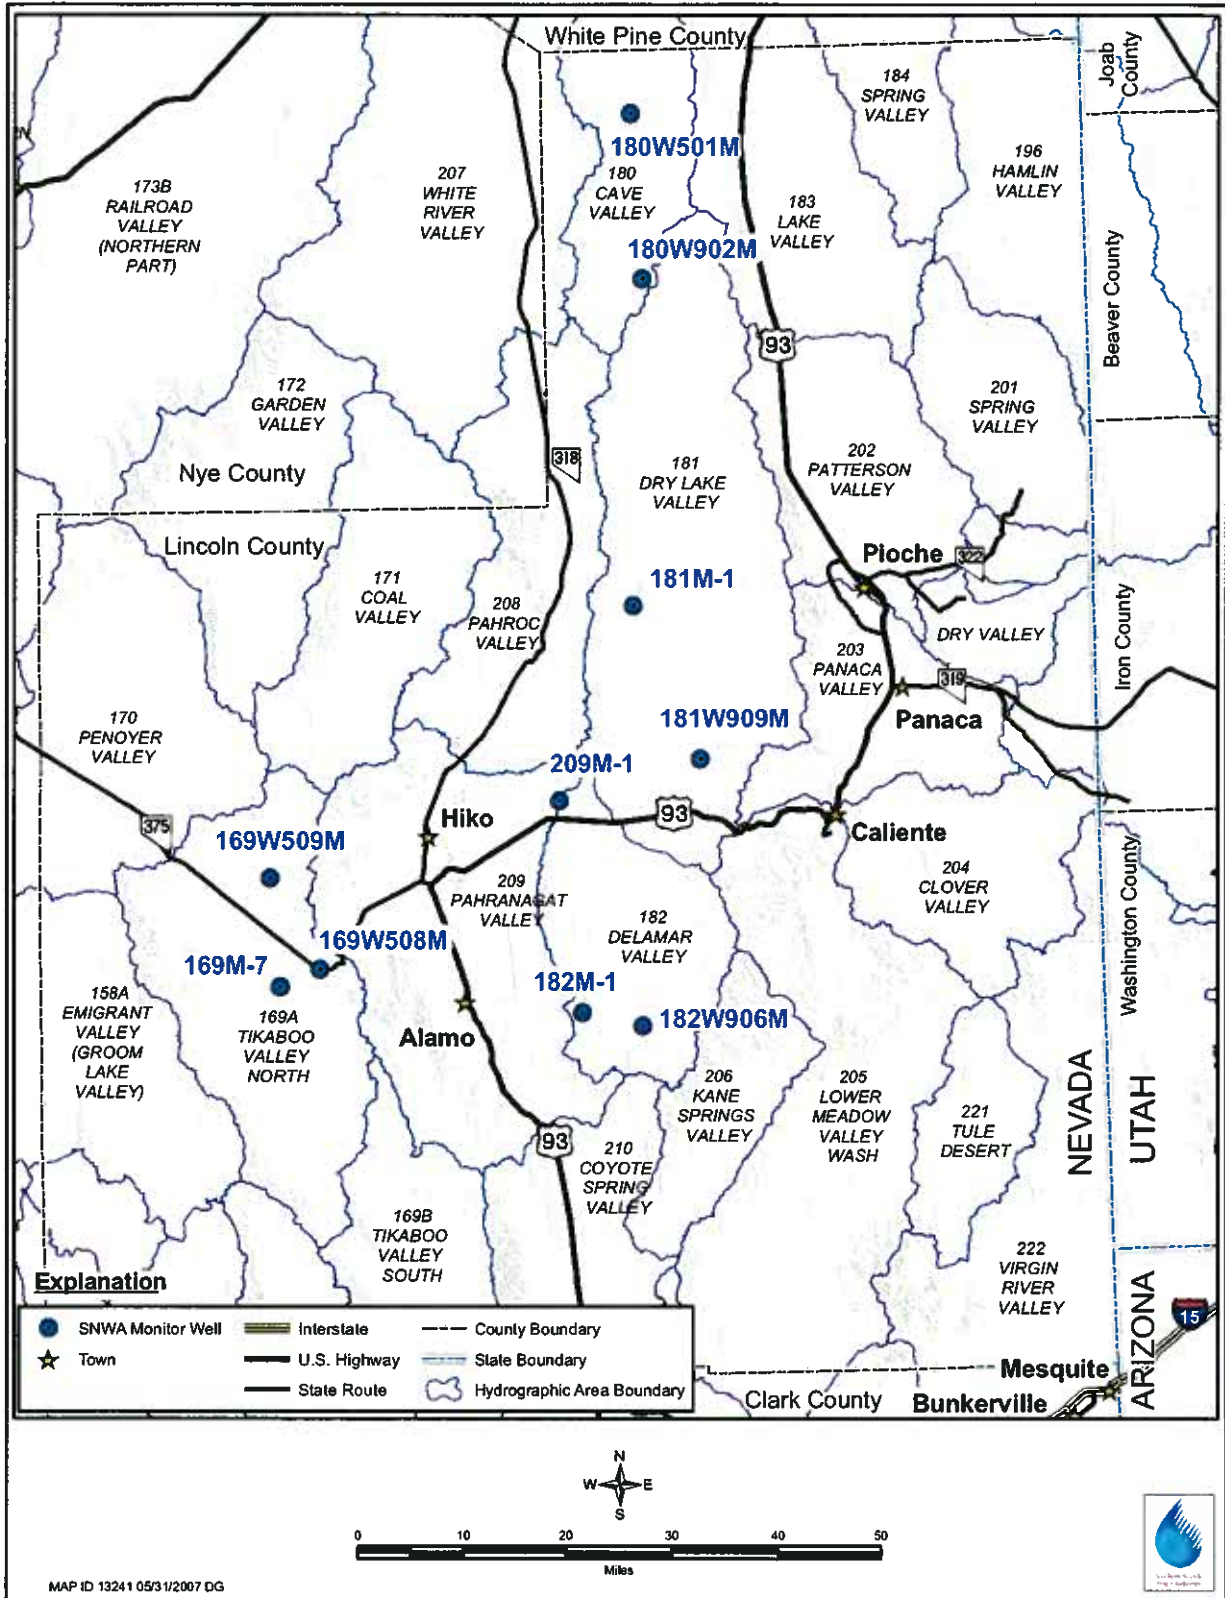 White Pine County
Joab
County
184
SPRING
VALLEY
180W501M
196
HAMLIN
VALLEY
173B
RAILROAD
VALLEY
(NORTHERN
PART)
207
WHITE
RIVER
VALLEY
180
CAVE
VALLEY
183
LAKE
VALLEY
180W902M
Beaver County
93
172
GARDEN
VALLEY
201
SPRING
VALLEY
Nye County
318
181
DRY LAKE
VALLEY
202
PATTERSON
VALLEY
Lincoln County
Pioche
322
171
COAL
VALLEY
181M-1
208
PAHROC
VALLEY
DRY VALLEY
Iron County
203
PANACA
VALLEY
319
Panaca
170
PENOYER
VALLEY
181W909M
209M-1
375
Hiko
93
Caliente
169W509M
204
CLOVER
VALLEY
Washington County
209
PAHRANAGAT
VALLEY
182
DELAMAR
VALLEY
169W508M
169M-7
182M-1
182W906M
158A
EMIGRANT
VALLEY
(GROOM
LAKE
VALLEY)
169A
TIKABOO
VALLEY
NORTH
Alamo
206
KANE
SPRINGS
VALLEY
205
LOWER
MEADOW
VALLEY
WASH
221
TULE
DESERT
NEVADA
UTAH
93
210
COYOTE
SPRING
VALLEY
169B
TIKABOO
VALLEY
SOUTH
222
VIRGIN
RIVER
VALLEY
ARIZONA
15
Mesquite
Bunkerville
Clark County
Explanation
SNWA Monitor Well
Interstate
County Boundary
Town
U.S. Highway
State Boundary
State Route
Hydrographic Area Boundary
N
W E
S
0 10 20 30 40 50
Miles
MAP ID 13241 05/31/2007 DG